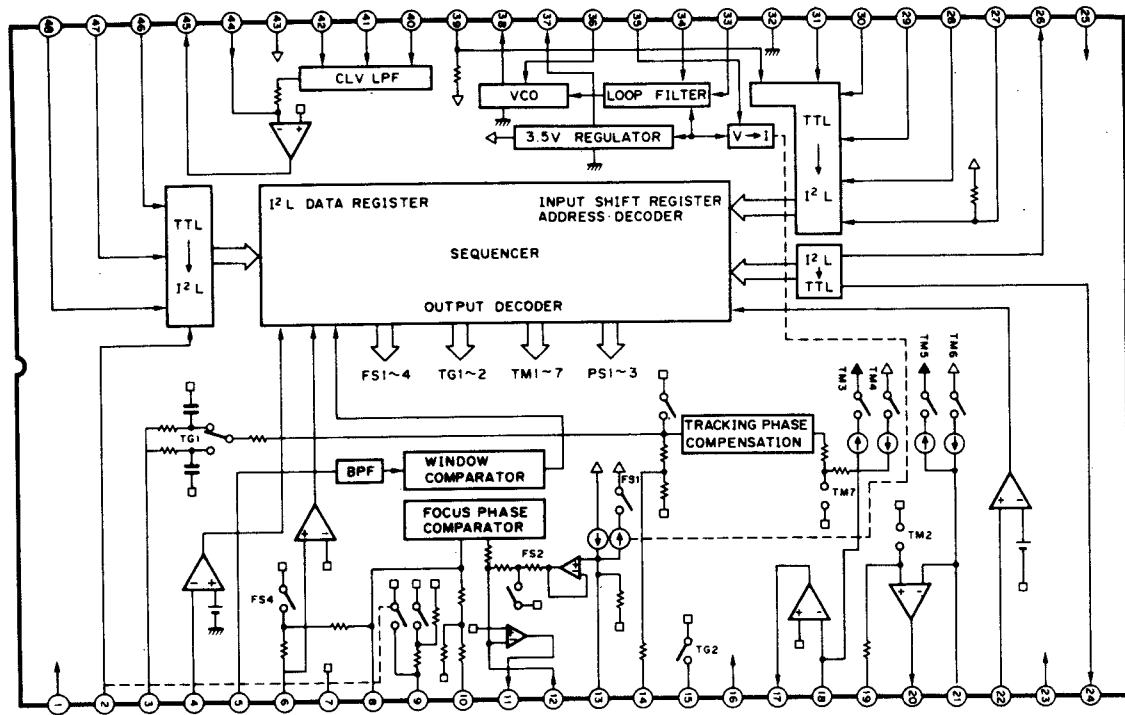 48 47 46 45 44 43 42 41 40 39 38 37 36 35 34 33 32 31 30 29 28 27 26 25
CLV LPF
VCO
LOOP FILTER
3.5V REGULATOR
V → I
TTL
↓
I²L
TTL
↓
I²L
I²L
↓
TTL
I²L DATA REGISTER
INPUT SHIFT REGISTER
ADDRESS·DECODER
SEQUENCER
OUTPUT DECODER
FS1~4
TG1~2
TM1~7
PS1~3
TM3
TM4
TM5
TM6
TG1
BPF
WINDOW
COMPARATOR
TRACKING PHASE
COMPENSATION
FOCUS PHASE
COMPARATOR
FS1
TM7
FS2
TM2
FS4
TG2
1 2 3 4 5 6 7 8 9 10 11 12 13 14 15 16 17 18 19 20 21 22 23 24